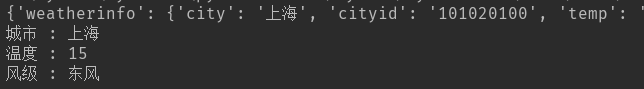 {'weatherinfo': {'city': '上海', 'cityid': '101020100', 'temp': '
城市 : 上海
温度 : 15
风级 : 东风